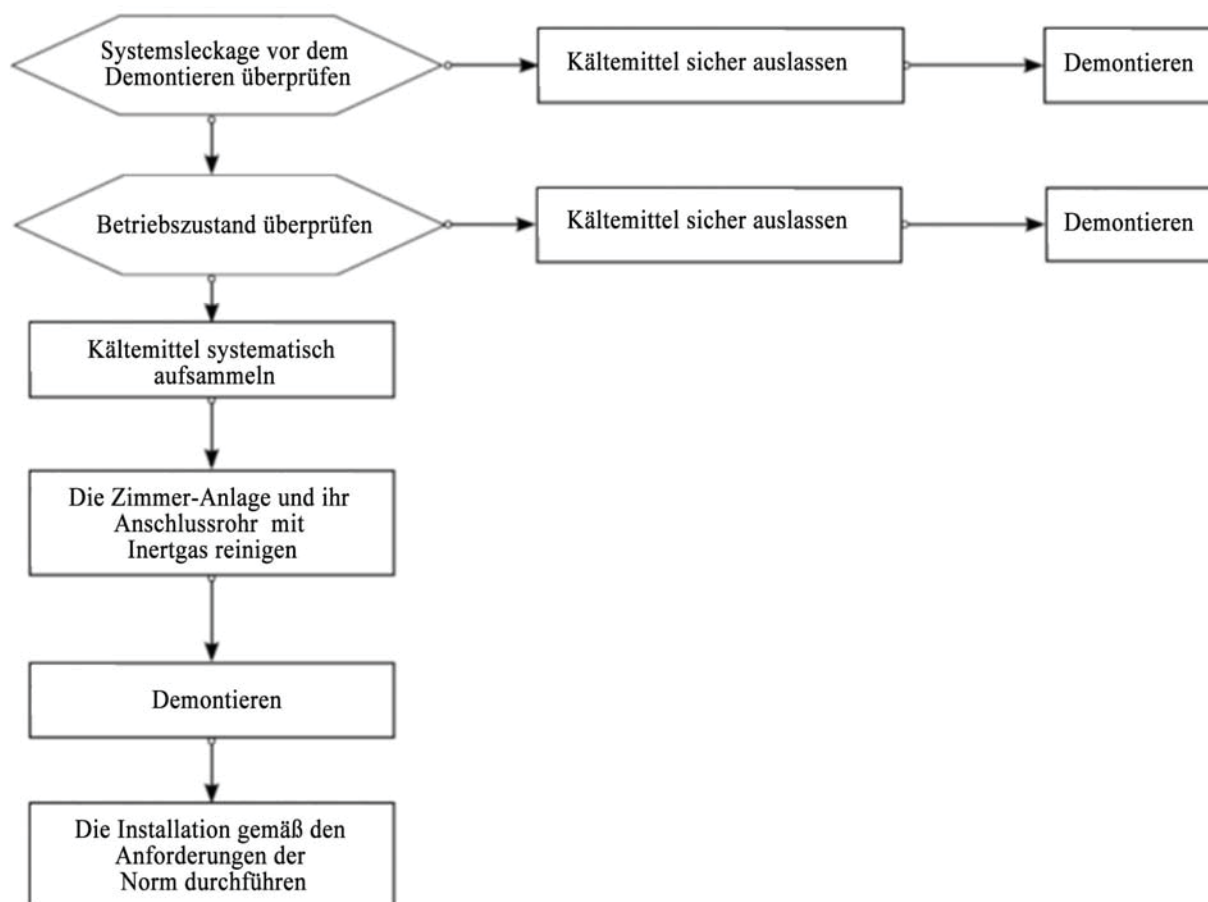 Systemsleckage vor dem
Demontieren überprüfen
Kältemittel sicher auslassen
Demontieren
Betriebszustand überprüfen
Kältemittel sicher auslassen
Demontieren
Kältemittel systematisch
aufsammeln
Die Zimmer-Anlage und ihr
Anschlussrohr mit
Inertgas reinigen
Demontieren
Die Installation gemäß den
Anforderungen der
Norm durchführen